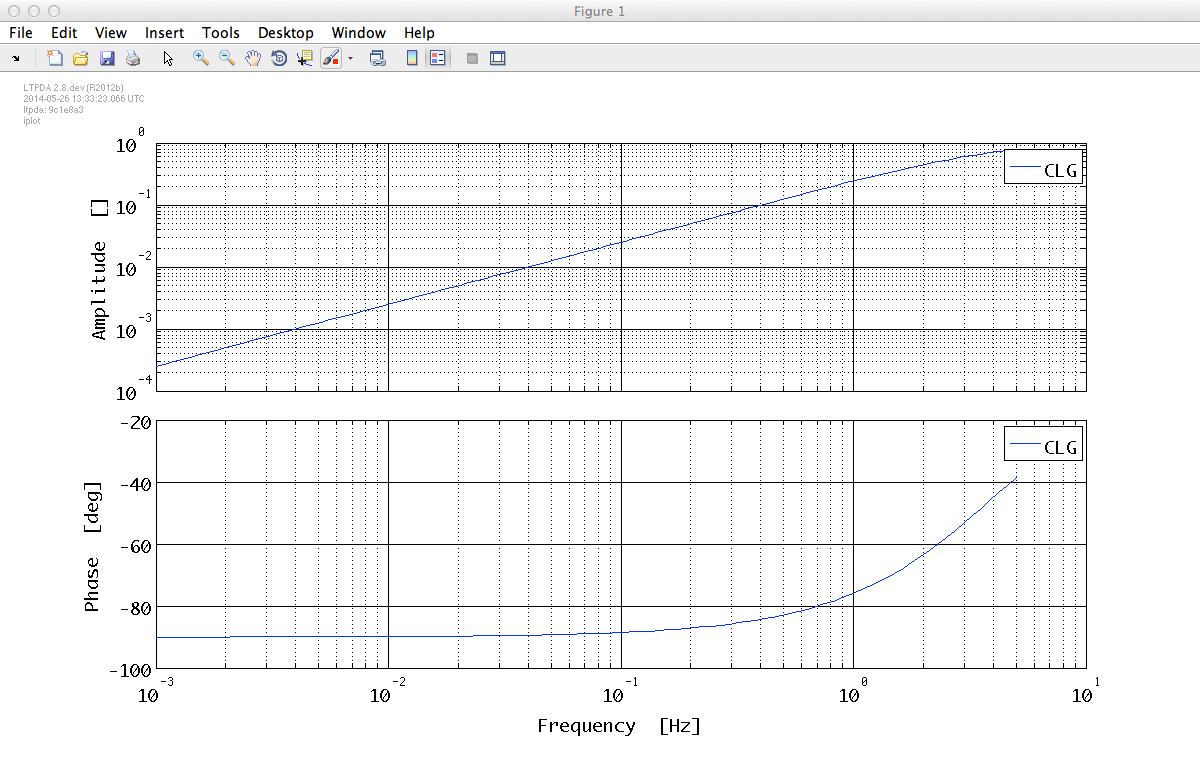 Figure 1
File Edit View Insert Tools Desktop Window Help
LTPDA 2.8.dev (R2012b)
2014-05-26 13:33:23.066 UTC
ltpda: 9c1e8a3
iplot
10^0
10^-1
10^-2
10^-3
10^-4
Amplitude []
CLG
-20
-40
-60
-80
-100
Phase [deg]
CLG
10^-3 10^-2 10^-1 10^0 10^1
Frequency [Hz]